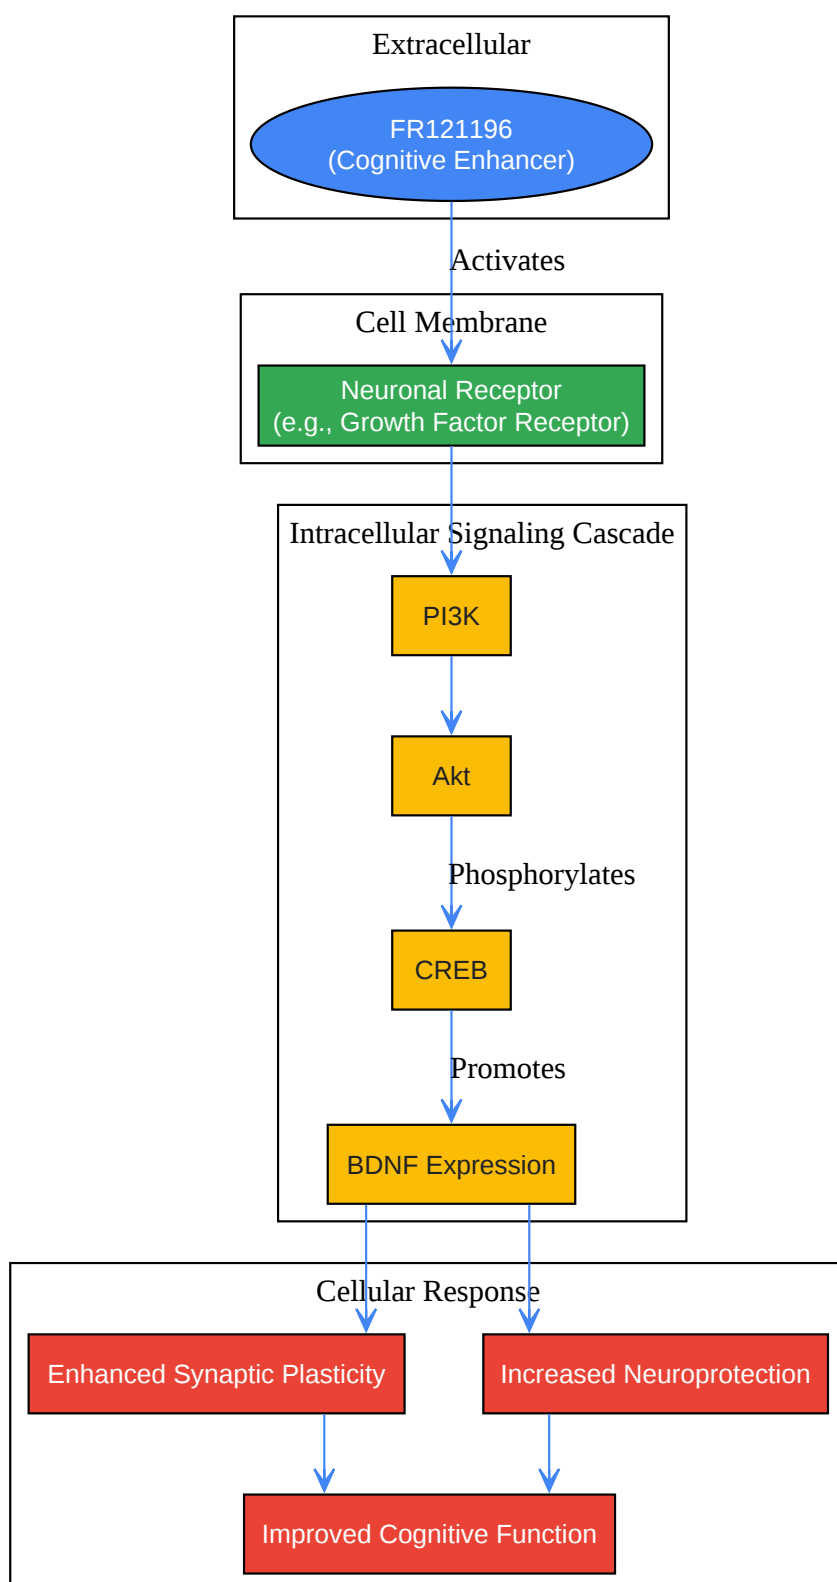 Extracellular
FR121196
(Cognitive Enhancer)
Activates
Cell Membrane
Neuronal Receptor
(e.g., Growth Factor Receptor)
Intracellular Signaling Cascade
PI3K
Akt
Phosphorylates
CREB
Promotes
BDNF Expression
Cellular Response
Enhanced Synaptic Plasticity
Increased Neuroprotection
Improved Cognitive Function